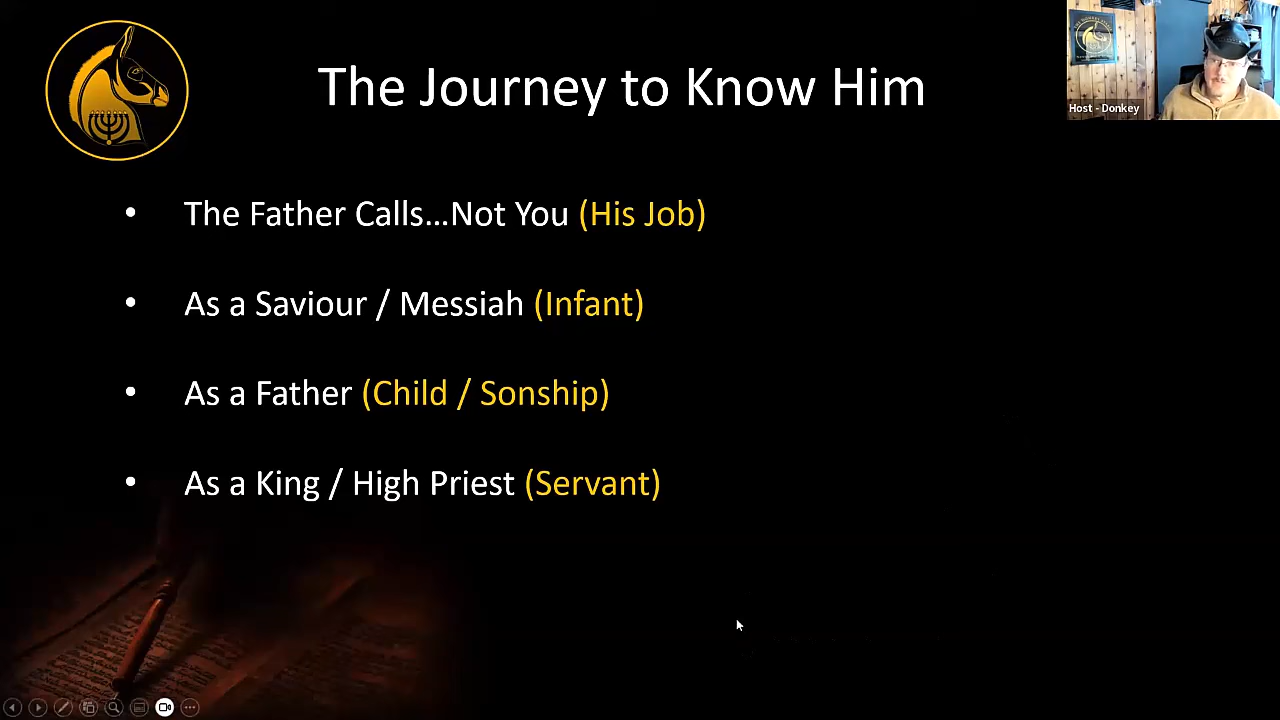 The Journey to Know Him
Host - Donkey
• The Father Calls...Not You (His Job)
• As a Saviour / Messiah (Infant)
• As a Father (Child / Sonship)
• As a King / High Priest (Servant)